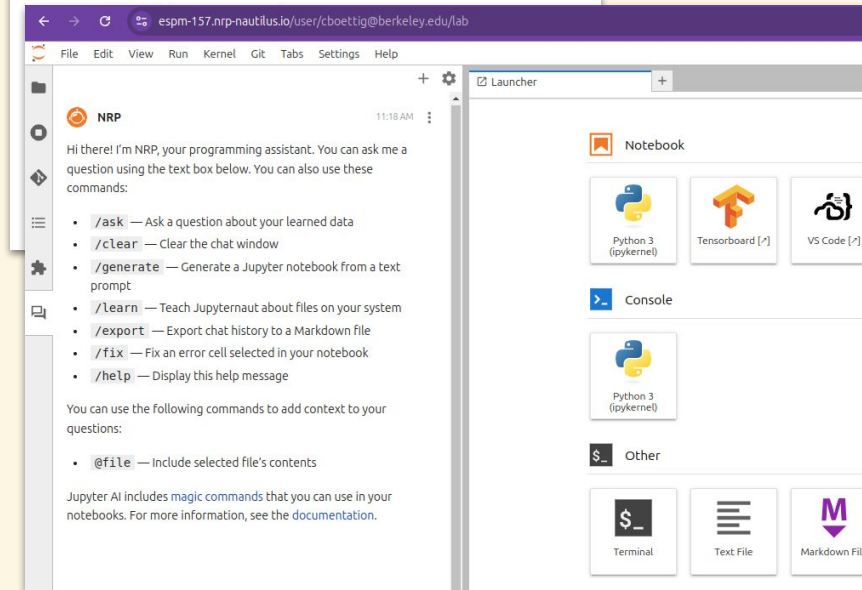 espm-157.nrp-nautilus.io/user/cboettig@berkeley.edu/lab
File Edit View Run Kernel Git Tabs Settings Help
NRP 11:18 AM
Hi there! I'm NRP, your programming assistant. You can ask me a
question using the text box below. You can also use these
commands:
/ask — Ask a question about your learned data
/clear — Clear the chat window
/generate — Generate a Jupyter notebook from a text
prompt
/learn — Teach Jupyternaut about files on your system
/export — Export chat history to a Markdown file
/fix — Fix an error cell selected in your notebook
/help — Display this help message
You can use the following commands to add context to your
questions:
@file — Include selected file's contents
Jupyter AI includes magic commands that you can use in your
notebooks. For more information, see the documentation.
Launcher
Notebook
Python 3
(ipykernel)
Tensorboard [↗]
VS Code [↗]
Console
Python 3
(ipykernel)
$_ Other
$_
Terminal
Text File
M
Markdown Fil